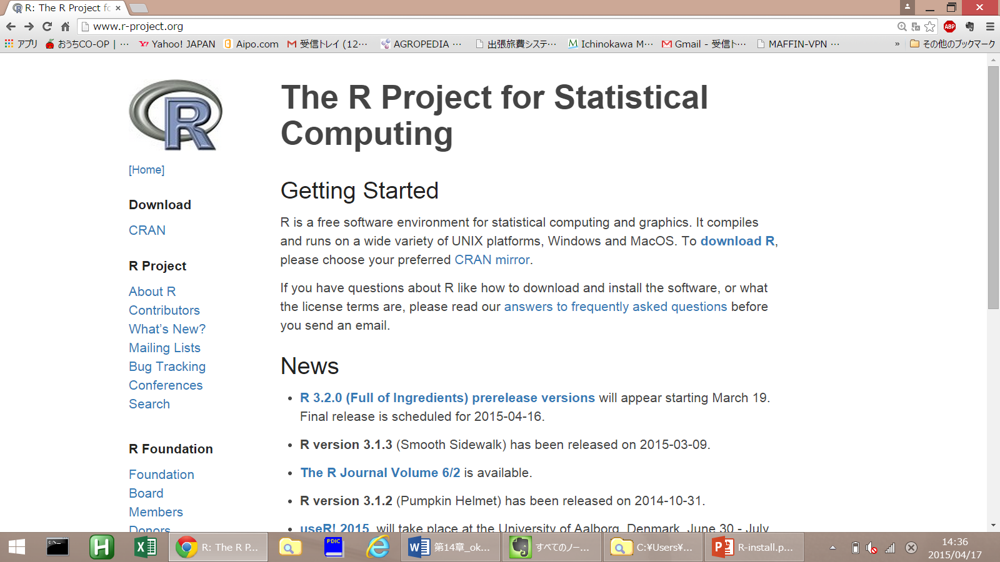 R: The R Project fo
www.r-project.org
ABP
アプリ
おうちCO-OP | …
Yahoo! JAPAN
Aipo.com
受信トレイ (12…
AGROPEDIA …
出張旅費システ…
Ichinokawa M…
Gmail - 受信ト…
MAFFIN-VPN …
»
その他のブックマーク
R
[Home]
Download
CRAN
R Project
About R
Contributors
What’s New?
Mailing Lists
Bug Tracking
Conferences
Search
R Foundation
Foundation
Board
Members
Donors
The R Project for Statistical
Computing
Getting Started
R is a free software environment for statistical computing and graphics. It compiles
and runs on a wide variety of UNIX platforms, Windows and MacOS. To download R,
please choose your preferred CRAN mirror.
If you have questions about R like how to download and install the software, or what
the license terms are, please read our answers to frequently asked questions before
you send an email.
News
• R 3.2.0 (Full of Ingredients) prerelease versions will appear starting March 19.
Final release is scheduled for 2015-04-16.
• R version 3.1.3 (Smooth Sidewalk) has been released on 2015-03-09.
• The R Journal Volume 6/2 is available.
• R version 3.1.2 (Pumpkin Helmet) has been released on 2014-10-31.
• useR! 2015, will take place at the University of Aalborg, Denmark, June 30 - July
R: The R P...
PDIC
第14章_ok...
すべてのノー...
C:¥Users¥...
R-install.p...
14:36
2015/04/17